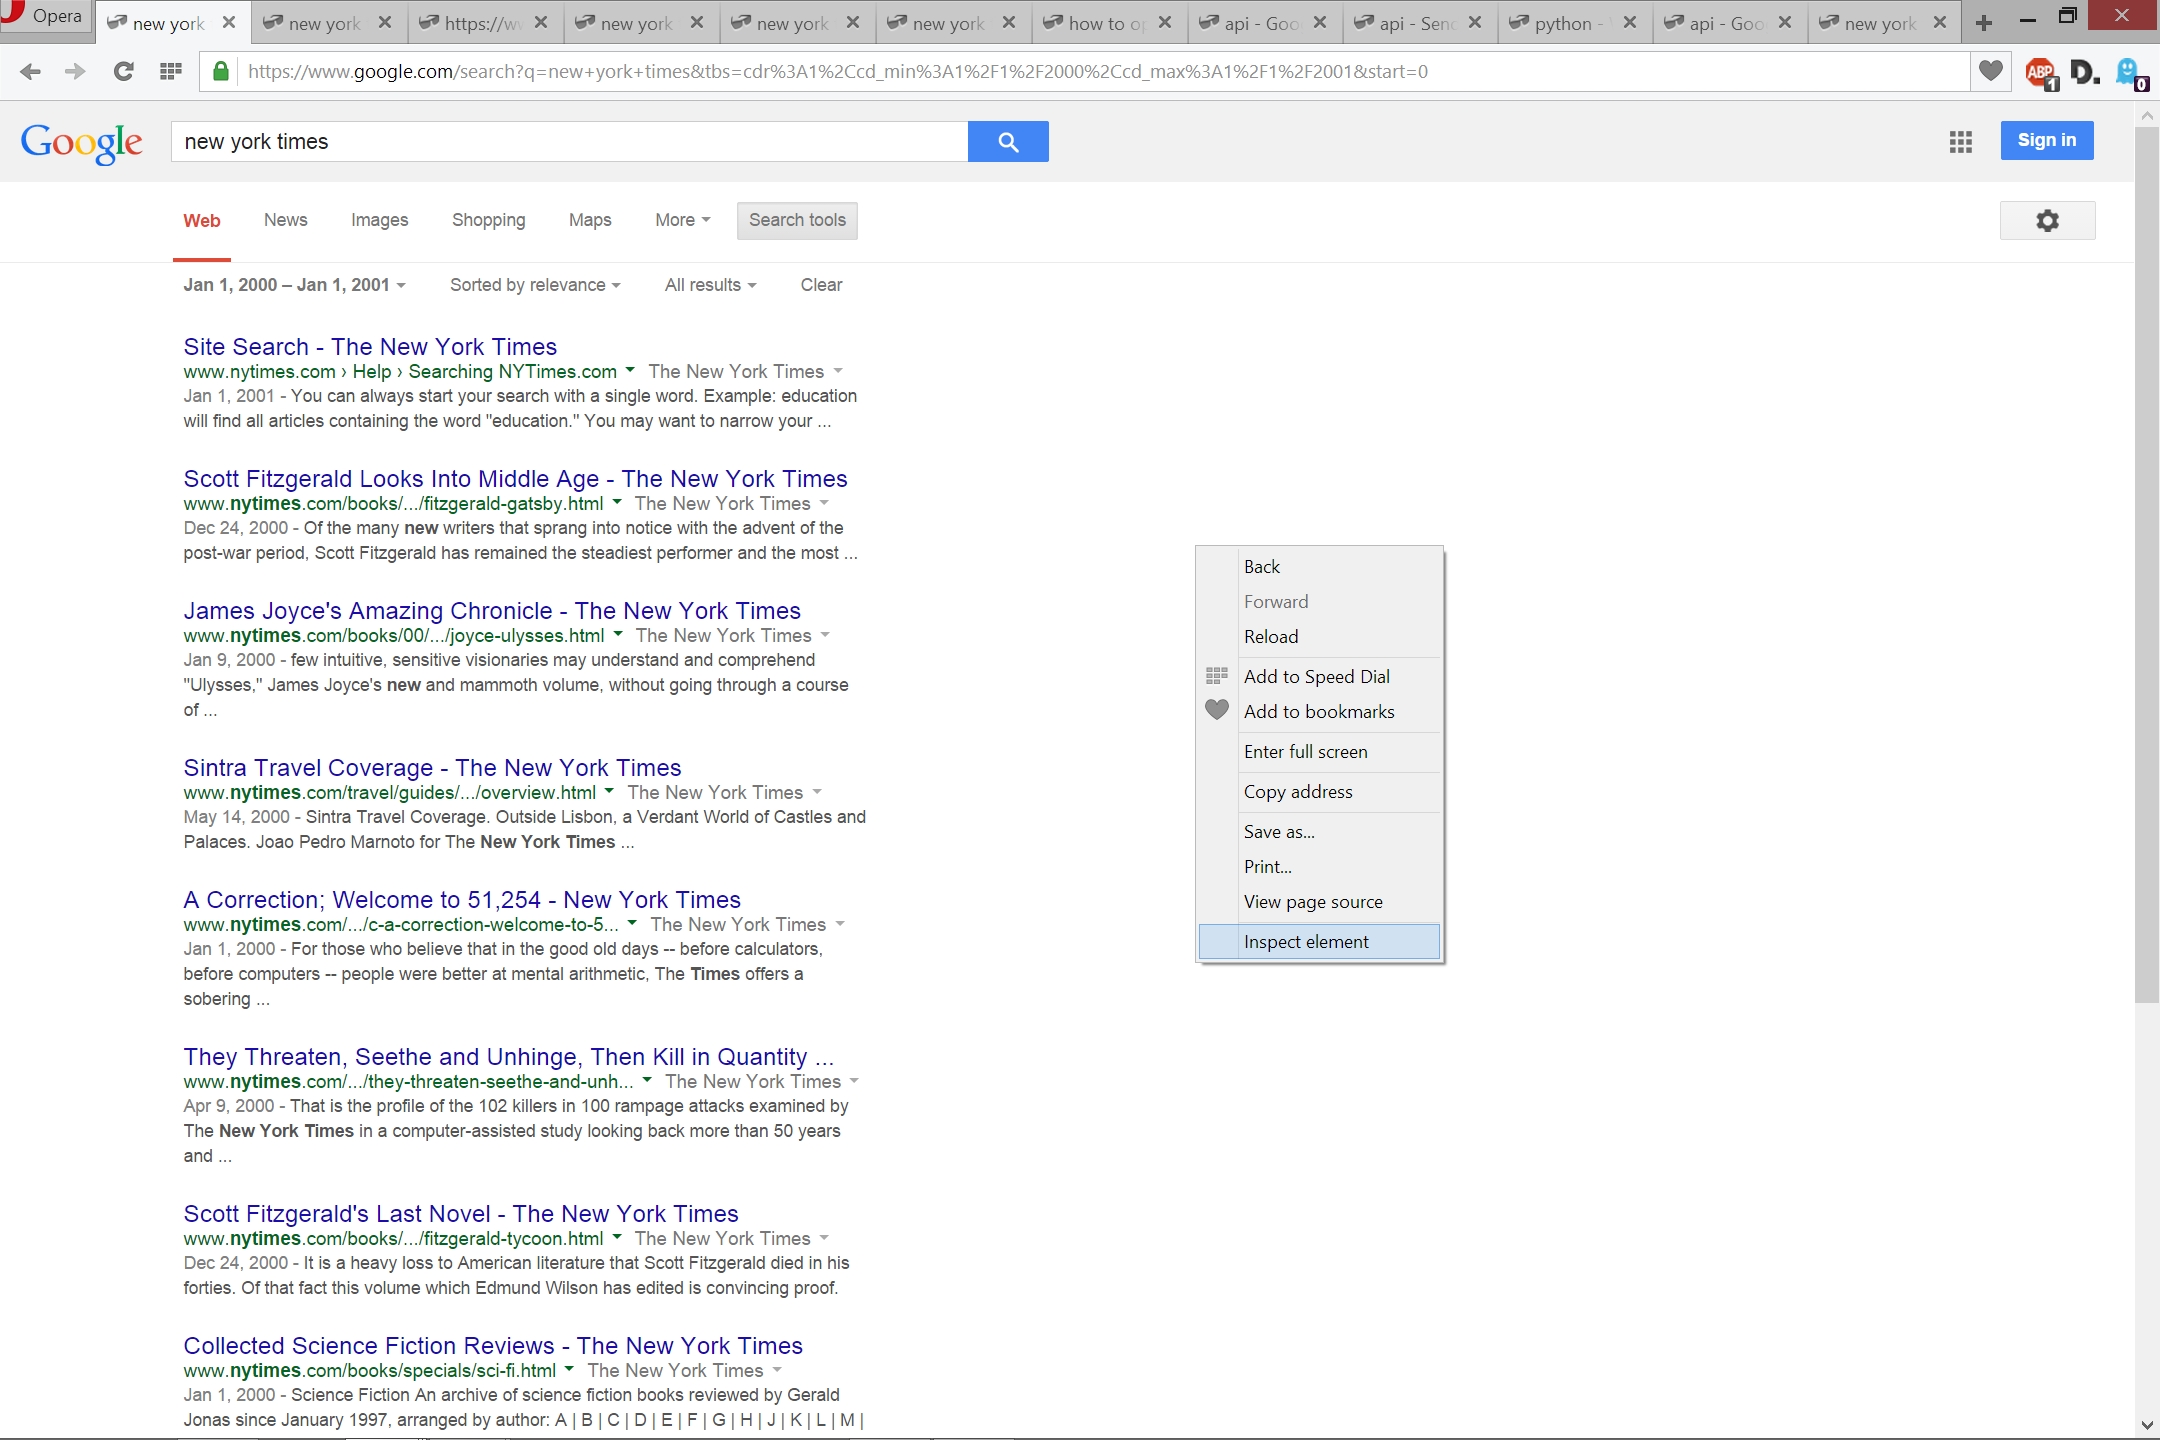 Opera
new york
new york
https://ww
new york
new york
new york
how to op
api - Goo
api - Send
python -
api - Goo
new york
https://www.google.com/search?q=new+york+times&tbs=cdr%3A1%2Ccd_min%3A1%2F1%2F2000%2Ccd_max%3A1%2F1%2F2001&start=0
ABP 1
D.
0
Google
new york times
Sign in
Web News Images Shopping Maps More Search tools
Jan 1, 2000 – Jan 1, 2001 Sorted by relevance All results Clear
Site Search - The New York Times
www.nytimes.com › Help › Searching NYTimes.com The New York Times
Jan 1, 2001 - You can always start your search with a single word. Example: education
will find all articles containing the word "education." You may want to narrow your ...
Scott Fitzgerald Looks Into Middle Age - The New York Times
www.nytimes.com/books/.../fitzgerald-gatsby.html The New York Times
Dec 24, 2000 - Of the many new writers that sprang into notice with the advent of the
post-war period, Scott Fitzgerald has remained the steadiest performer and the most ...
James Joyce's Amazing Chronicle - The New York Times
www.nytimes.com/books/00/.../joyce-ulysses.html The New York Times
Jan 9, 2000 - few intuitive, sensitive visionaries may understand and comprehend
"Ulysses," James Joyce's new and mammoth volume, without going through a course
of ...
Sintra Travel Coverage - The New York Times
www.nytimes.com/travel/guides/.../overview.html The New York Times
May 14, 2000 - Sintra Travel Coverage. Outside Lisbon, a Verdant World of Castles and
Palaces. Joao Pedro Marnoto for The New York Times ...
A Correction; Welcome to 51,254 - New York Times
www.nytimes.com/.../c-a-correction-welcome-to-5... The New York Times
Jan 1, 2000 - For those who believe that in the good old days -- before calculators,
before computers -- people were better at mental arithmetic, The Times offers a
sobering ...
They Threaten, Seethe and Unhinge, Then Kill in Quantity ...
www.nytimes.com/.../they-threaten-seethe-and-unh... The New York Times
Apr 9, 2000 - That is the profile of the 102 killers in 100 rampage attacks examined by
The New York Times in a computer-assisted study looking back more than 50 years
and ...
Scott Fitzgerald's Last Novel - The New York Times
www.nytimes.com/books/.../fitzgerald-tycoon.html The New York Times
Dec 24, 2000 - It is a heavy loss to American literature that Scott Fitzgerald died in his
forties. Of that fact this volume which Edmund Wilson has edited is convincing proof.
Collected Science Fiction Reviews - The New York Times
www.nytimes.com/books/specials/sci-fi.html The New York Times
Jan 1, 2000 - Science Fiction An archive of science fiction books reviewed by Gerald
Jonas since January 1997, arranged by author: A | B | C | D | E | F | G | H | J | K | L | M |
Back
Forward
Reload
Add to Speed Dial
Add to bookmarks
Enter full screen
Copy address
Save as...
Print...
View page source
Inspect element